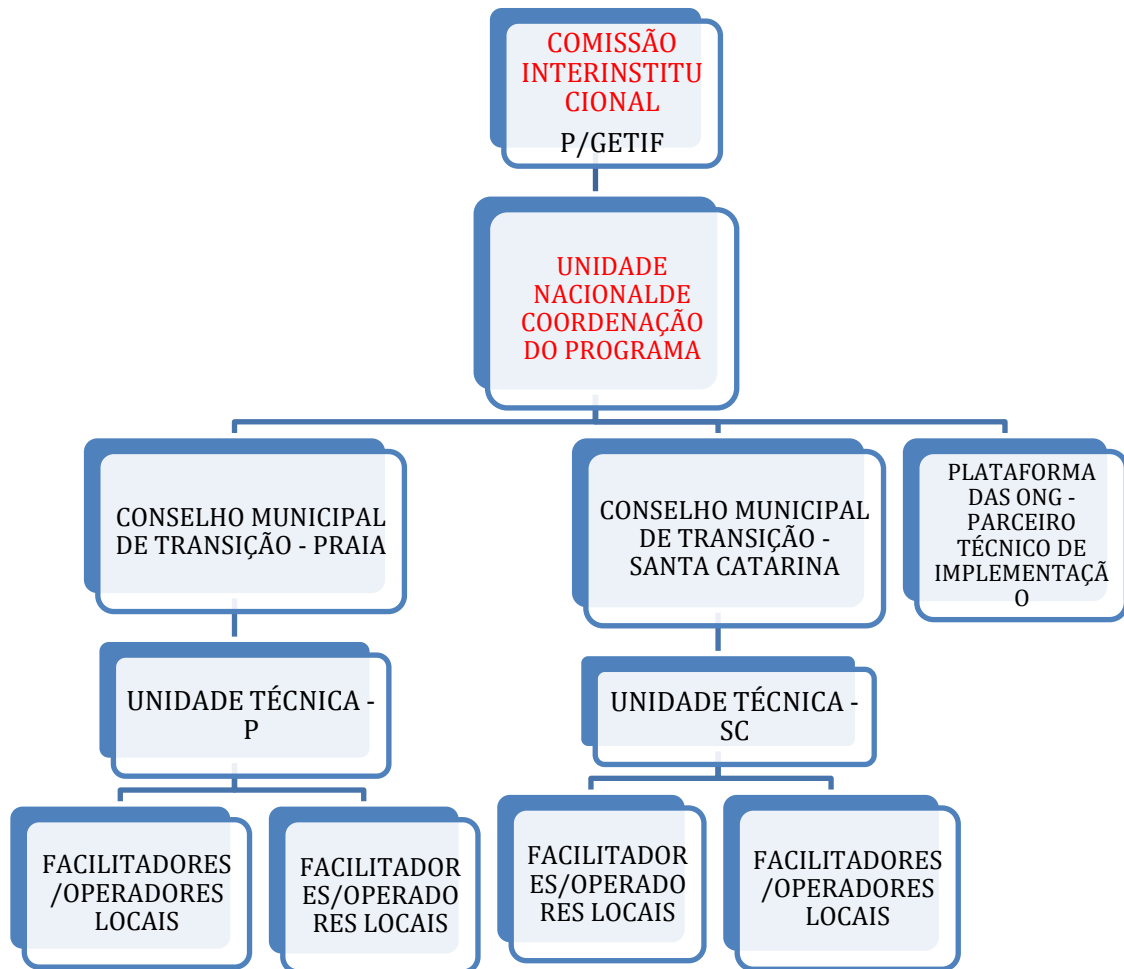 COMISSÃO
INTERINSTITU
CIONAL
P/GETIF
UNIDADE
NACIONALDE
COORDENAÇÃO
DO PROGRAMA
CONSELHO MUNICIPAL
DE TRANSIÇÃO - PRAIA
CONSELHO MUNICIPAL
DE TRANSIÇÃO -
SANTA CATARINA
PLATAFORMA
DAS ONG -
PARCEIRO
TÉCNICO DE
IMPLEMENTAÇÃ
O
UNIDADE TÉCNICA -
P
UNIDADE TÉCNICA -
SC
FACILITADORES
/OPERADORES
LOCAIS
FACILITADOR
ES/OPERADO
RES LOCAIS
FACILITADOR
ES/OPERADO
RES LOCAIS
FACILITADORES
/OPERADORES
LOCAIS